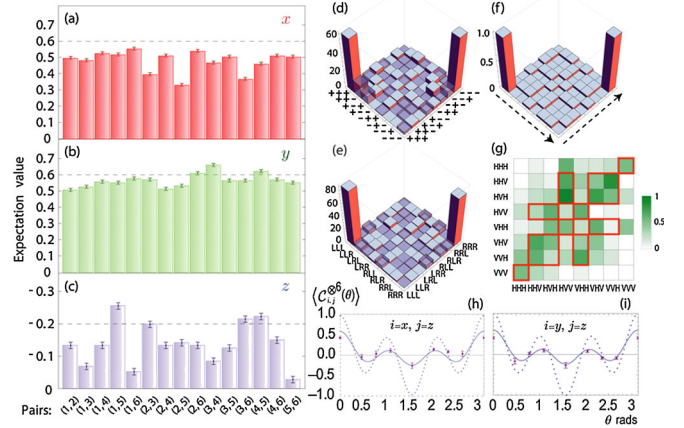 (a) x
0.6
0.5
0.4
0.3
0.2
0.1
0
(b) y
0.7
0.6
0.5
0.4
0.3
0.2
0.1
0
(c) z
- 0.3
- 0.2
- 0.1
0
Expectation value
Pairs: (1,2) (1,3) (1,4) (1,5) (1,6) (2,3) (2,4) (2,5) (2,6) (3,4) (3,5) (3,6) (4,5) (4,6) (5,6)
(d)
60
40
20
0
(e)
80
60
40
20
0
LLL
LLR
LRL
LRR
RLL
RLR
RRL
RRR
LLL
LLR
LRL
LRR
RLL
RLR
RRL
RRR
(f)
1.0
0.5
0
(g)
HHH
HHV
HVH
HVV
VHH
VHV
VVH
VVV
HHH HHV HVH HVV VHH VHV VVH VVV
1
0.5
0
⟨C_{i,j}^{⊗6}(θ)⟩
(h)
i=x, j=z
1.0
0.5
0.0
−0.5
−1.0
0 0.5 1 1.5 2 2.5 3
(i)
i=y, j=z
0 0.5 1 1.5 2 2.5 3
θ rads